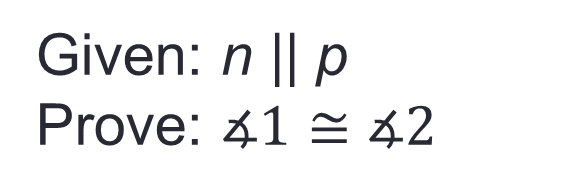 Given: n || p
Prove: ∡1 ≅ ∡2